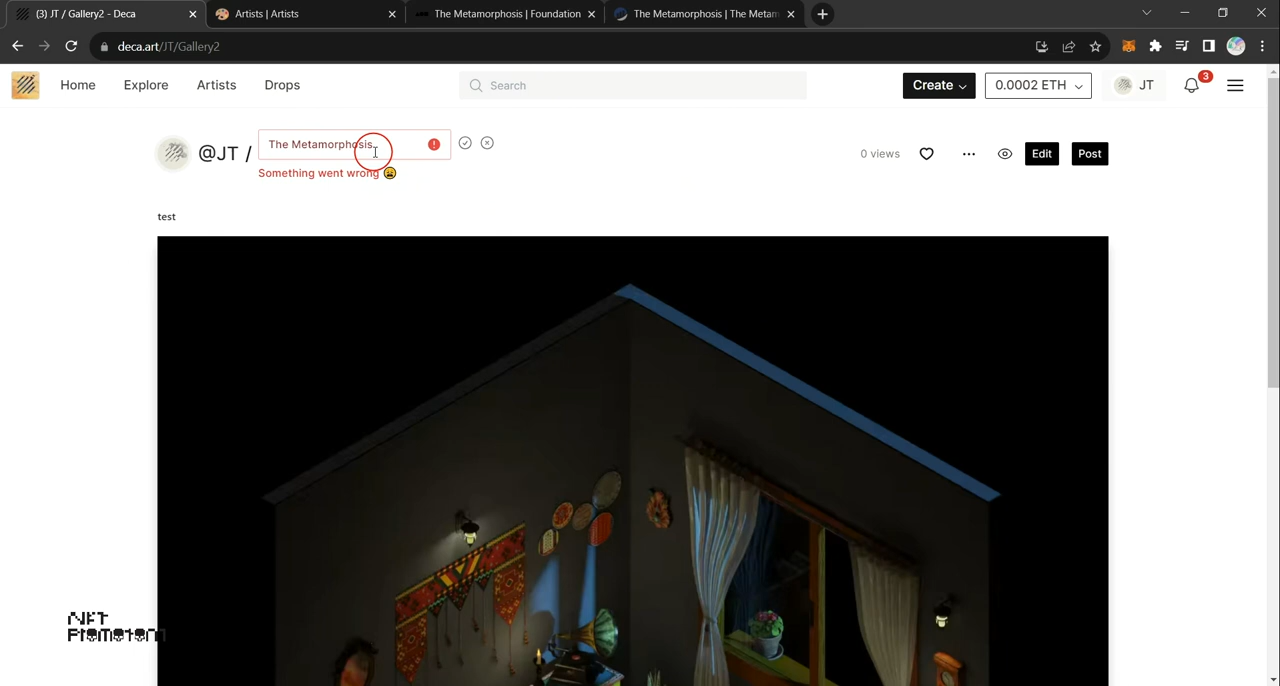 (3) JT / Gallery2 - Deca
Artists | Artists
The Metamorphosis | Foundation
The Metamorphosis | The Metam
deca.art/JT/Gallery2
Home Explore Artists Drops
Search
Create
0.0002 ETH
JT
3
@JT / The Metamorphosis
Something went wrong 😩
0 views
Edit
Post
test
NFT